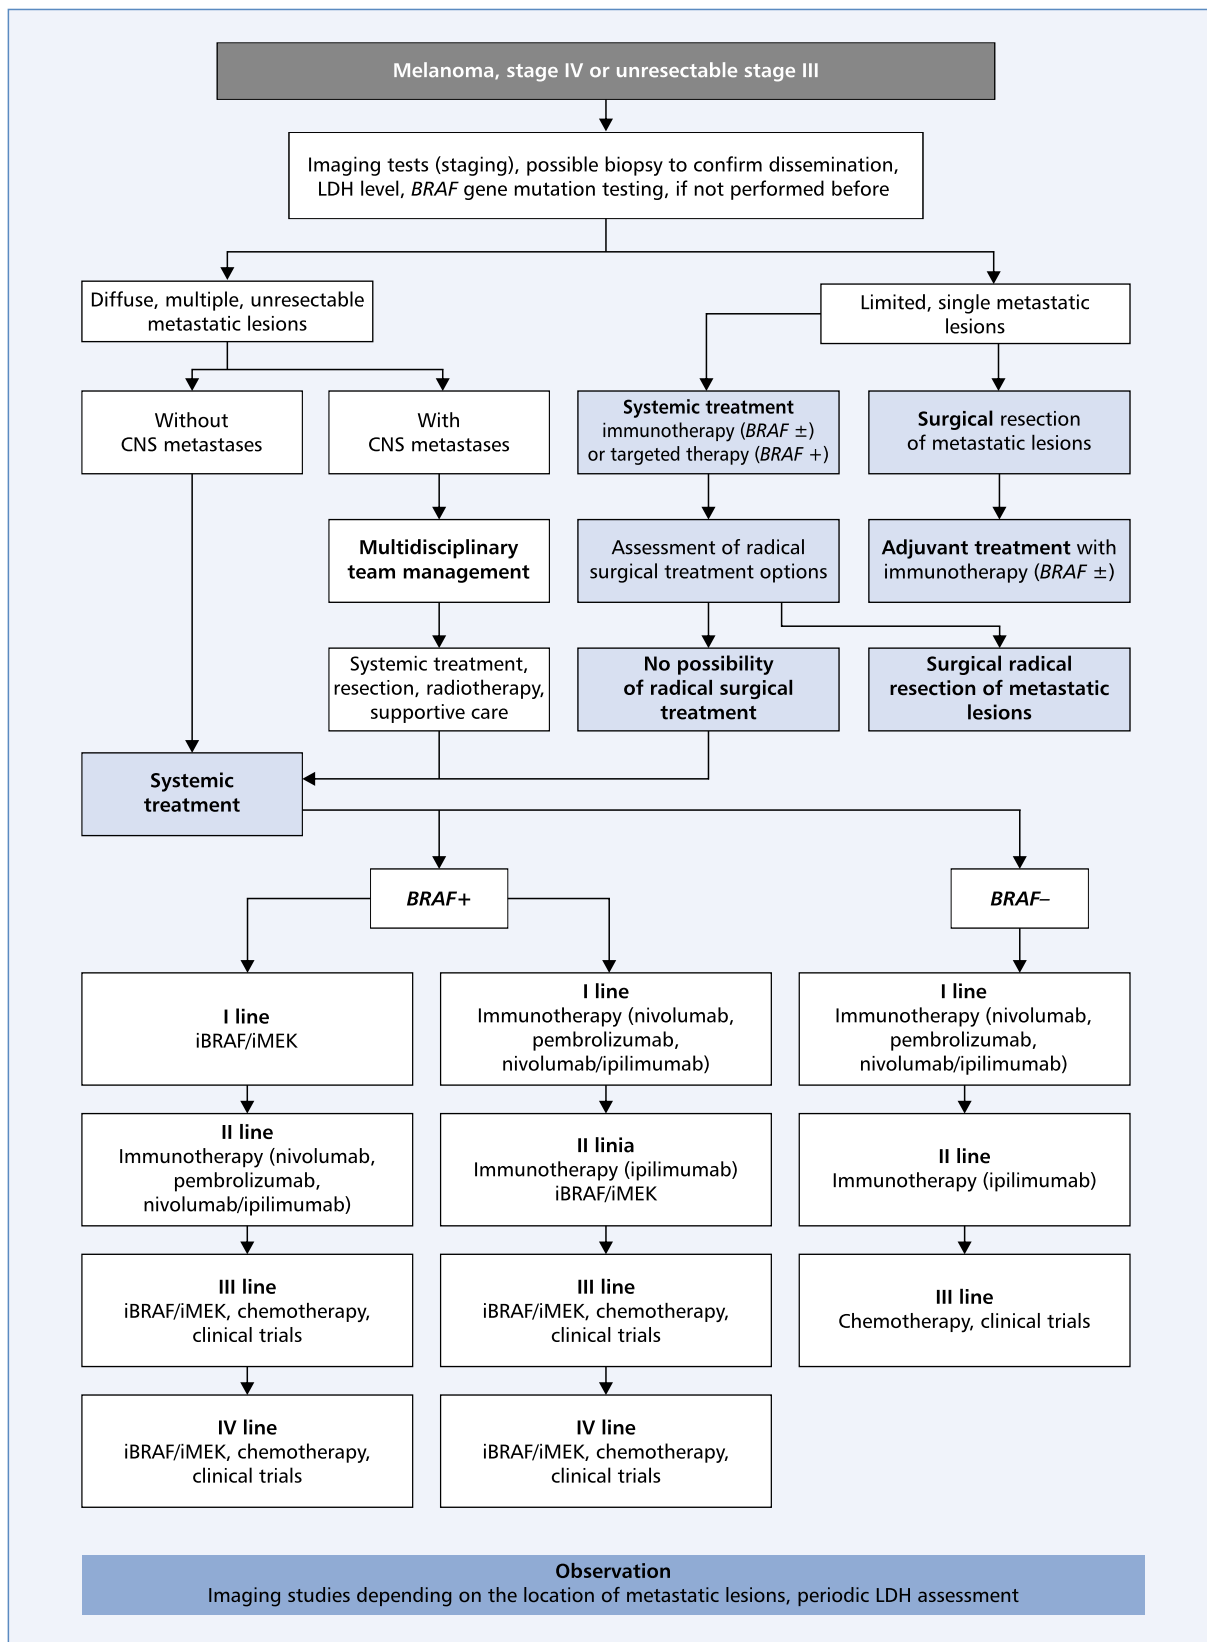 Melanoma, stage IV or unresectable stage III
Imaging tests (staging), possible biopsy to confirm dissemination,
LDH level, BRAF gene mutation testing, if not performed before
Diffuse, multiple, unresectable
metastatic lesions
Limited, single metastatic
lesions
Without
CNS metastases
With
CNS metastases
Systemic treatment
immunotherapy (BRAF ±)
or targeted therapy (BRAF +)
Surgical resection
of metastatic lesions
Multidisciplinary
team management
Assessment of radical
surgical treatment options
Adjuvant treatment with
immunotherapy (BRAF ±)
Systemic treatment,
resection, radiotherapy,
supportive care
No possibility
of radical surgical
treatment
Surgical radical
resection of metastatic
lesions
Systemic
treatment
BRAF+
BRAF–
I line
iBRAF/iMEK
I line
Immunotherapy (nivolumab,
pembrolizumab,
nivolumab/ipilimumab)
I line
Immunotherapy (nivolumab,
pembrolizumab,
nivolumab/ipilimumab)
II line
Immunotherapy (nivolumab,
pembrolizumab,
nivolumab/ipilimumab)
II linia
Immunotherapy (ipilimumab)
iBRAF/iMEK
II line
Immunotherapy (ipilimumab)
III line
iBRAF/iMEK, chemotherapy,
clinical trials
III line
iBRAF/iMEK, chemotherapy,
clinical trials
III line
Chemotherapy, clinical trials
IV line
iBRAF/iMEK, chemotherapy,
clinical trials
IV line
iBRAF/iMEK, chemotherapy,
clinical trials
Observation
Imaging studies depending on the location of metastatic lesions, periodic LDH assessment